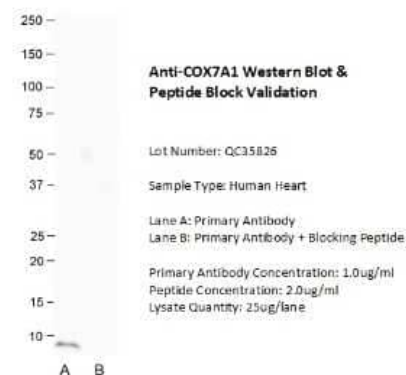 250
150
100
75
50
37
25
20
15
10
A B
Anti-COX7A1 Western Blot &
Peptide Block Validation
Lot Number: QC35826
Sample Type: Human Heart
Lane A: Primary Antibody
Lane B: Primary Antibody + Blocking Peptide
Primary Antibody Concentration: 1.0ug/ml
Peptide Concentration: 2.0ug/ml
Lysate Quantity: 25ug/lane